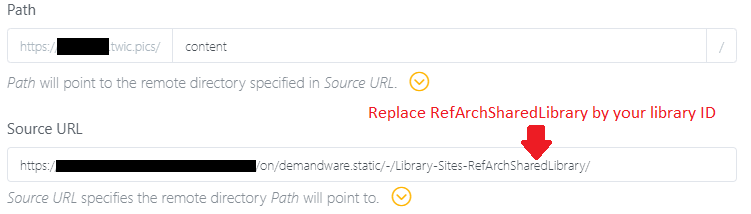 Path
https:/ .twic.pics/ content /
Path will point to the remote directory specified in Source URL.
Replace RefArchSharedLibrary by your library ID
Source URL
https:/ /on/demandware.static/-/Library-Sites-RefArchSharedLibrary/
Source URL specifies the remote directory Path will point to.